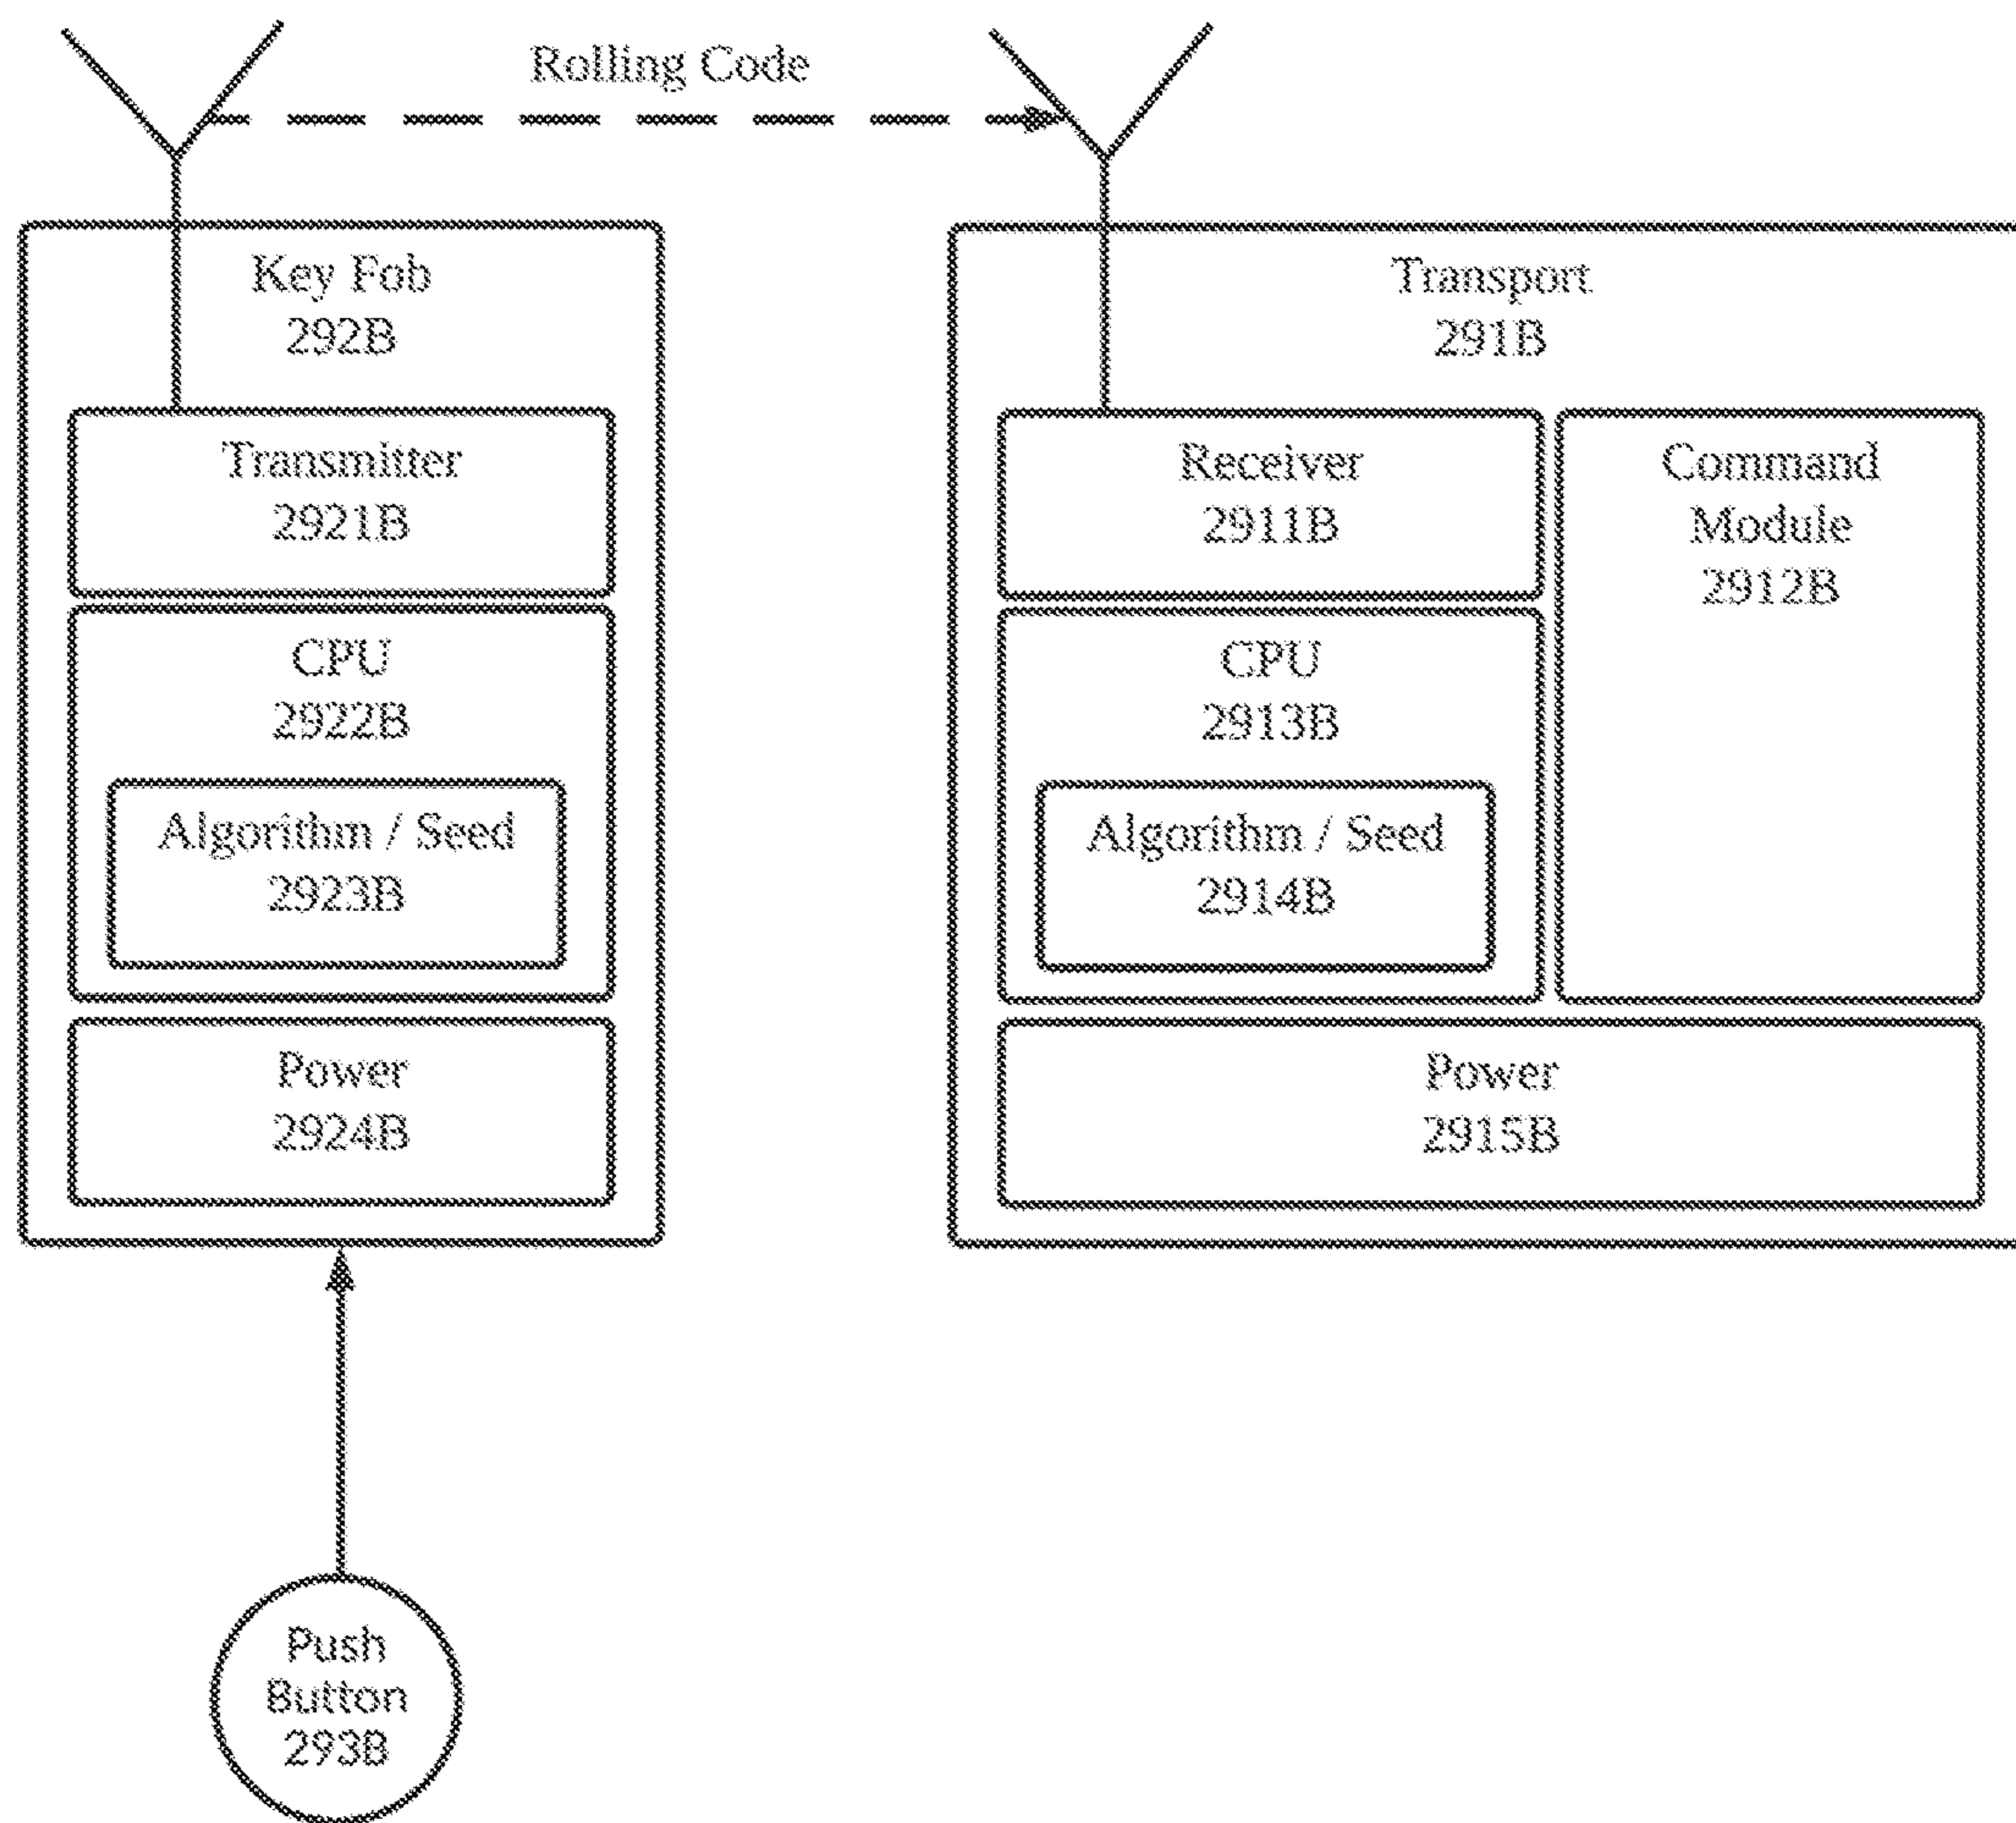 Rolling Code
Key Fob
292B
Transmitter
2921B
CPU
2922B
Algorithm / Seed
2923B
Power
2924B
Push
Button
293B
Transport
291B
Receiver
2911B
Command
Module
2912B
CPU
2913B
Algorithm / Seed
2914B
Power
2915B